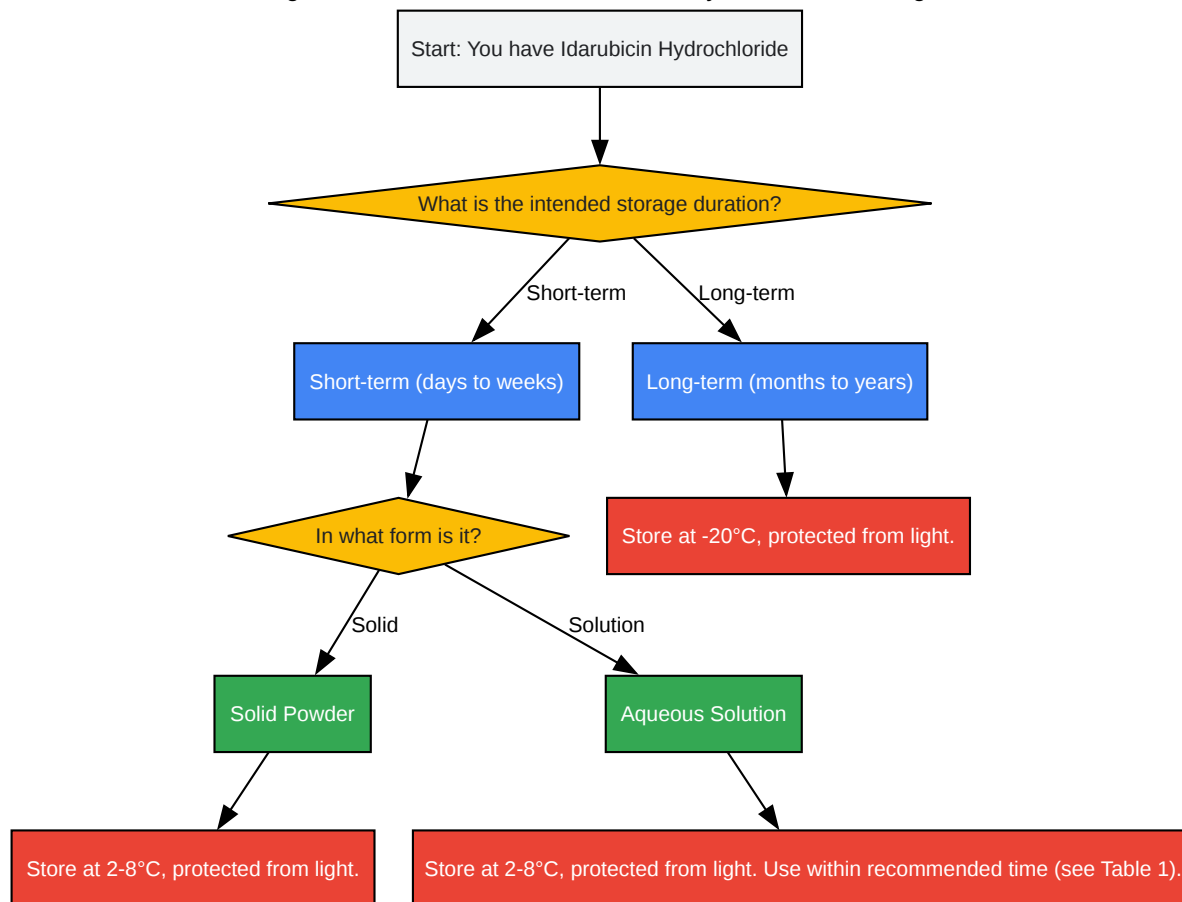 Start: You have Idarubicin Hydrochloride
What is the intended storage duration?
Short-term
Long-term
Short-term (days to weeks)
Long-term (months to years)
In what form is it?
Store at -20°C, protected from light.
Solid
Solution
Solid Powder
Aqueous Solution
Store at 2-8°C, protected from light.
Store at 2-8°C, protected from light. Use within recommended time (see Table 1).